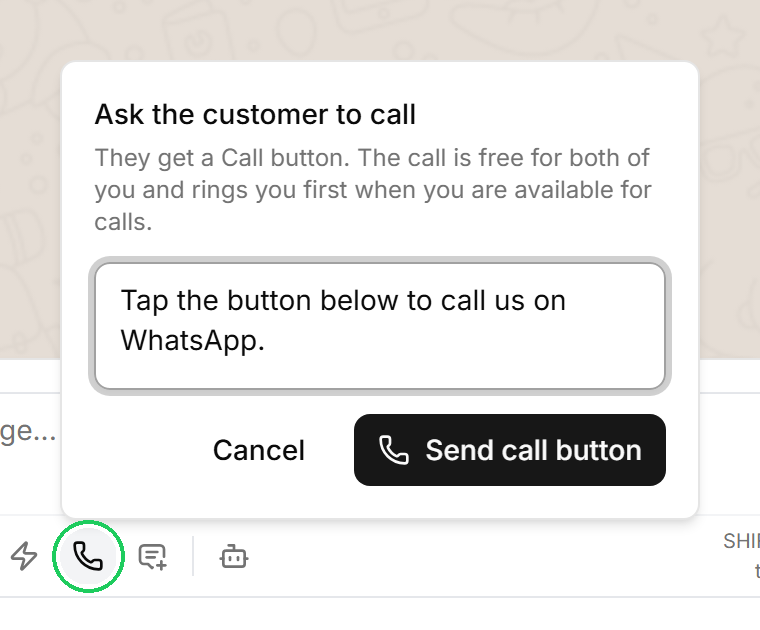 Ask the customer to call
They get a Call button. The call is free for both of
you and rings you first when you are available for
calls.
Tap the button below to call us on
WhatsApp.
ge...
Cancel
Send call button